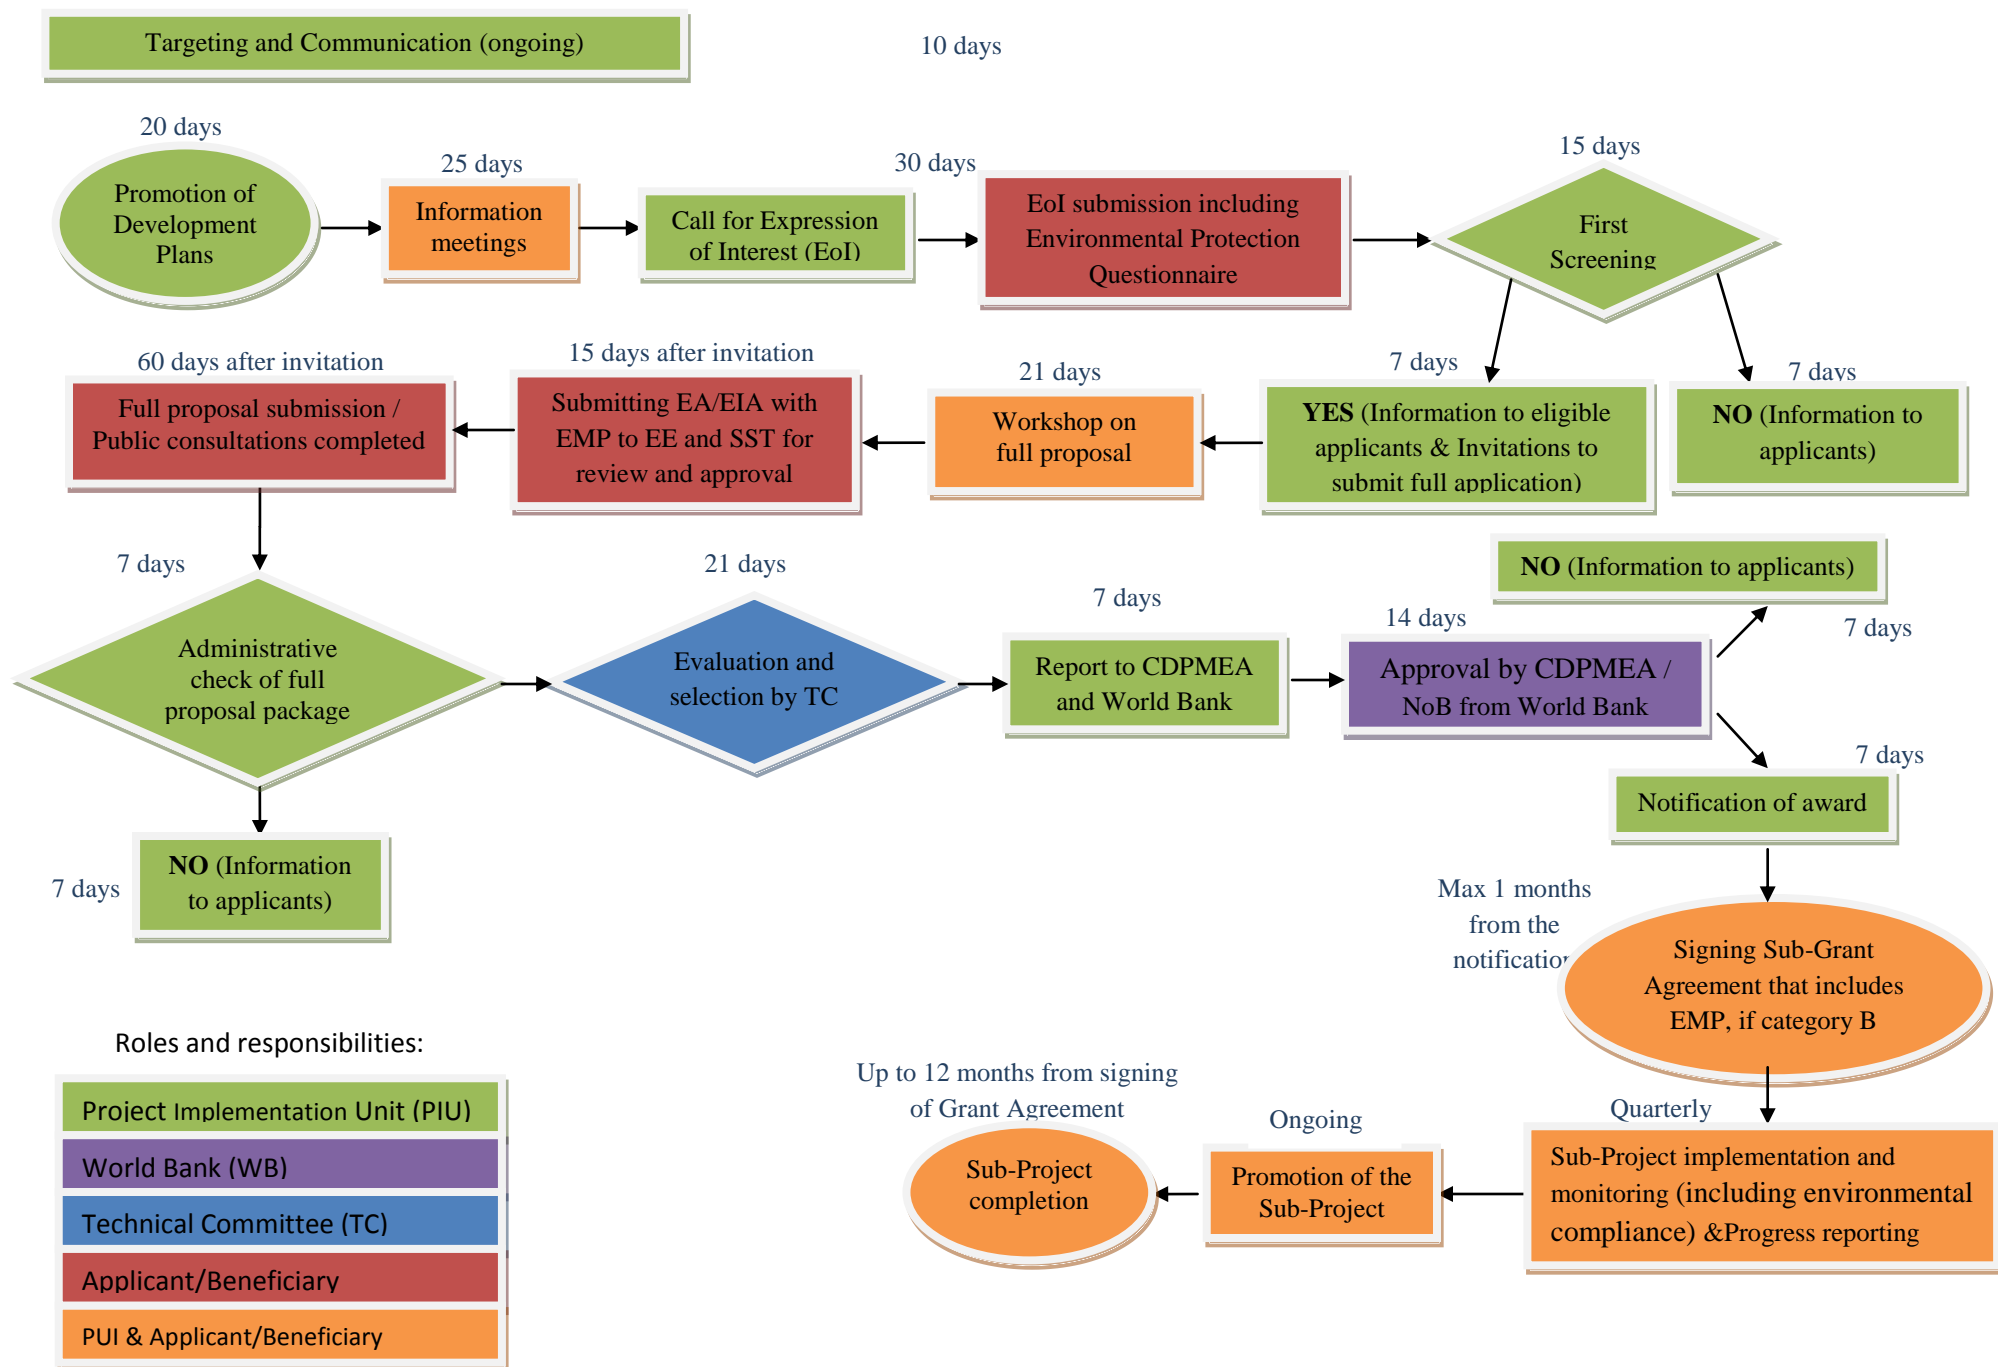 Targeting and Communication (ongoing)
10 days
20 days
Promotion of
Development
Plans
25 days
Information
meetings
Call for Expression
of Interest (EoI)
30 days
EoI submission including
Environmental Protection
Questionnaire
15 days
First
Screening
60 days after invitation
Full proposal submission /
Public consultations completed
15 days after invitation
Submitting EA/EIA with
EMP to EE and SST for
review and approval
21 days
Workshop on
full proposal
7 days
YES (Information to eligible
applicants & Invitations to
submit full application)
7 days
NO (Information to
applicants)
7 days
Administrative
check of full
proposal package
21 days
Evaluation and
selection by TC
7 days
Report to CDPMEA
and World Bank
14 days
Approval by CDPMEA /
NoB from World Bank
NO (Information to applicants)
7 days
7 days
Notification of award
7 days
NO (Information
to applicants)
Max 1 months
from the
notification
Signing Sub-Grant
Agreement that includes
EMP, if category B
Quarterly
Sub-Project implementation and
monitoring (including environmental
compliance) &Progress reporting
Ongoing
Promotion of the
Sub-Project
Up to 12 months from signing
of Grant Agreement
Sub-Project
completion
Roles and responsibilities:
Project Implementation Unit (PIU)
World Bank (WB)
Technical Committee (TC)
Applicant/Beneficiary
PUI & Applicant/Beneficiary